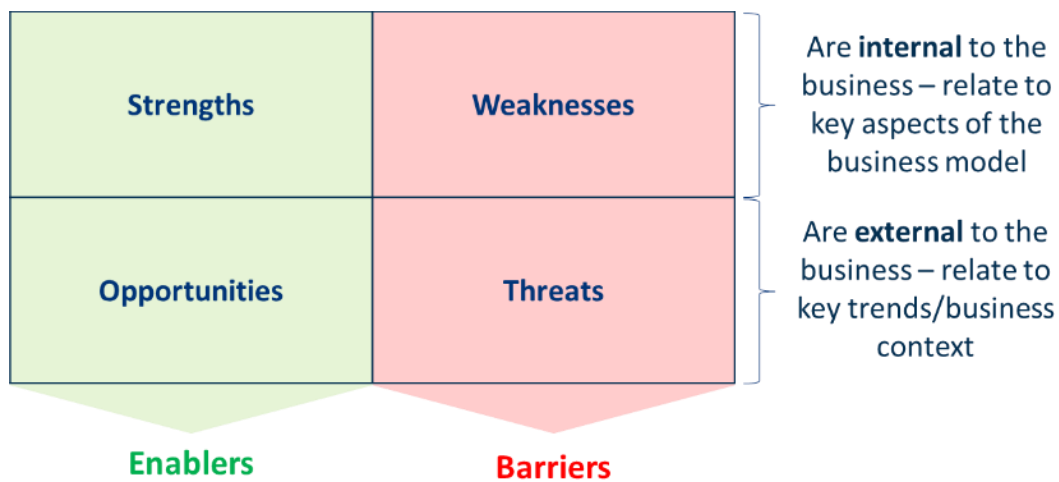 Strengths
Weaknesses
Are internal to the
business – relate to
key aspects of the
business model
Opportunities
Threats
Are external to the
business – relate to
key trends/business
context
Enablers
Barriers